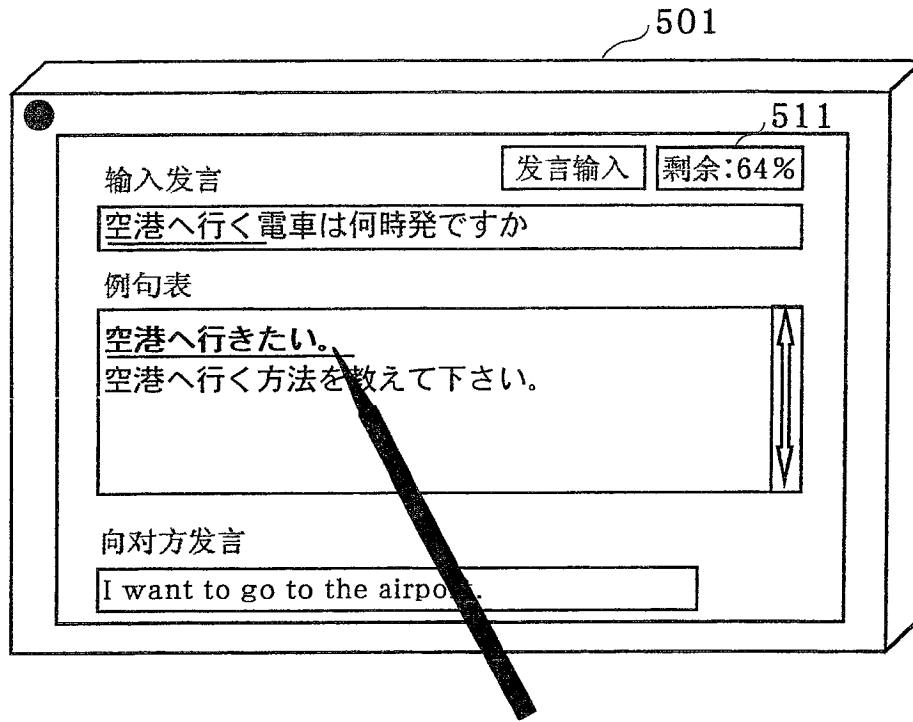 501
511
发言输入
剩余:64%
输入发言
空港へ行く電車は何時発ですか
例句表
空港へ行きたい。
空港へ行く方法を教えて下さい。
向对方发言
I want to go to the airport.